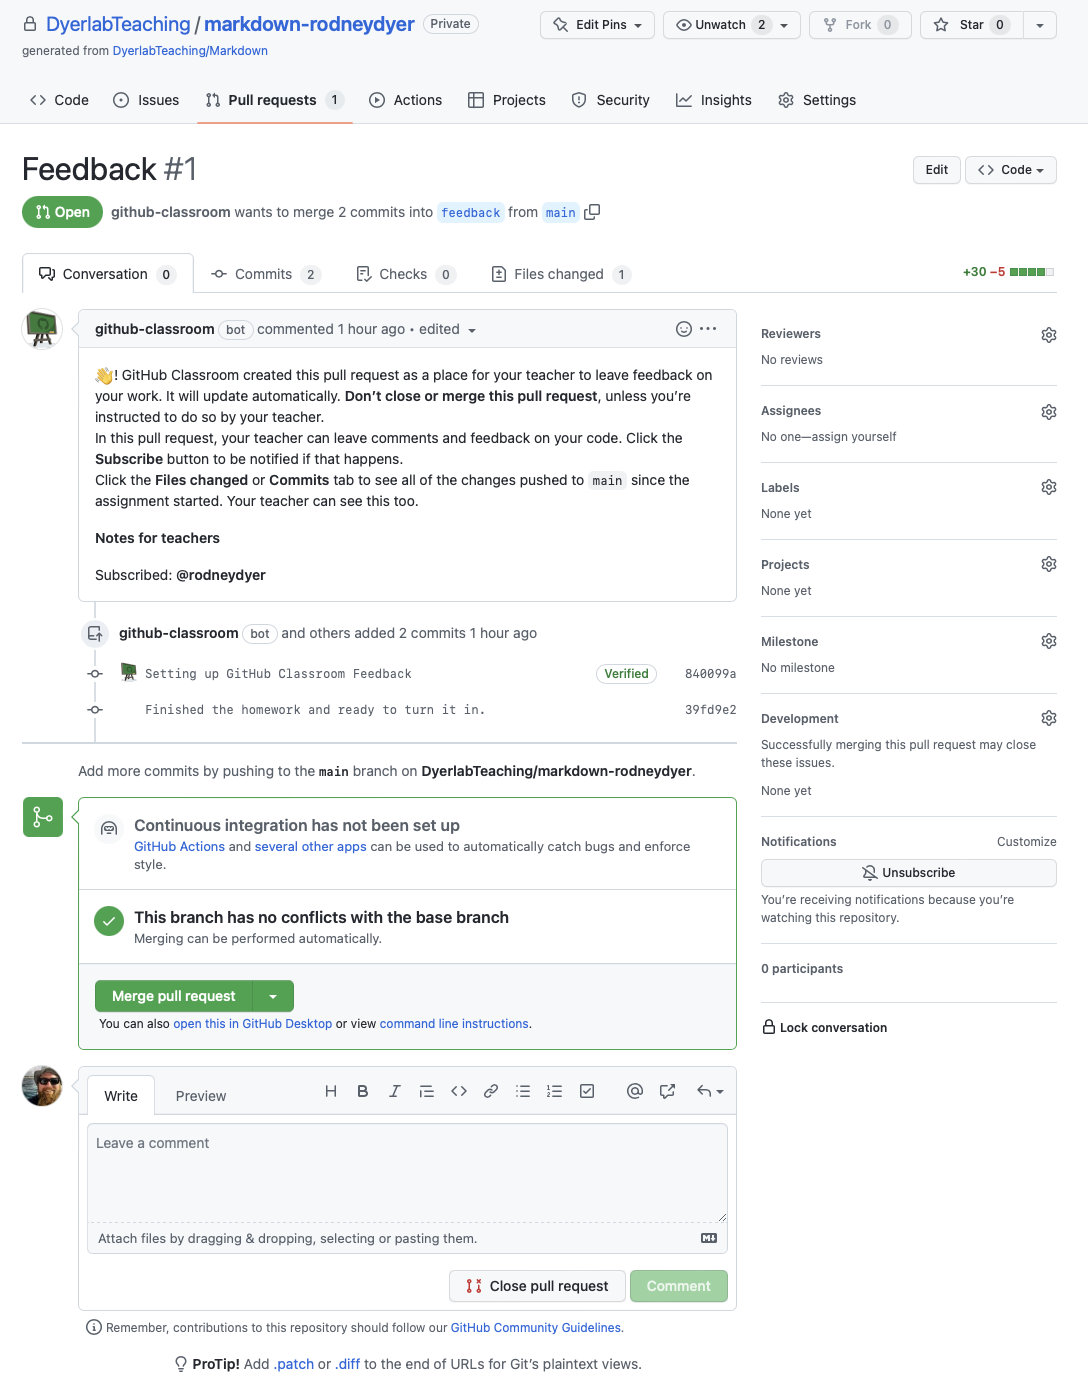 DyerlabTeaching / markdown-rodneydyer Private Edit Pins Unwatch 2 Fork 0 Star 0
generated from DyerlabTeaching/Markdown
Code Issues Pull requests 1 Actions Projects Security Insights Settings
Feedback #1 Edit Code
Open github-classroom wants to merge 2 commits into feedback from main
Conversation 0 Commits 2 Checks 0 Files changed 1 +30 −5
github-classroom bot commented 1 hour ago • edited
👋! GitHub Classroom created this pull request as a place for your teacher to leave feedback on
your work. It will update automatically. Don’t close or merge this pull request, unless you’re
instructed to do so by your teacher.
In this pull request, your teacher can leave comments and feedback on your code. Click the
Subscribe button to be notified if that happens.
Click the Files changed or Commits tab to see all of the changes pushed to main since the
assignment started. Your teacher can see this too.
Notes for teachers
Subscribed: @rodneydyer
github-classroom bot and others added 2 commits 1 hour ago
Setting up GitHub Classroom Feedback Verified 840099a
Finished the homework and ready to turn it in. 39fd9e2
Add more commits by pushing to the main branch on DyerlabTeaching/markdown-rodneydyer.
Continuous integration has not been set up
GitHub Actions and several other apps can be used to automatically catch bugs and enforce
style.
This branch has no conflicts with the base branch
Merging can be performed automatically.
Merge pull request
You can also open this in GitHub Desktop or view command line instructions.
Write Preview
Leave a comment
Attach files by dragging & dropping, selecting or pasting them.
Close pull request Comment
Remember, contributions to this repository should follow our GitHub Community Guidelines.
ProTip! Add .patch or .diff to the end of URLs for Git’s plaintext views.
Reviewers
No reviews
Assignees
No one—assign yourself
Labels
None yet
Projects
None yet
Milestone
No milestone
Development
Successfully merging this pull request may close
these issues.
None yet
Notifications Customize
Unsubscribe
You’re receiving notifications because you’re
watching this repository.
0 participants
Lock conversation